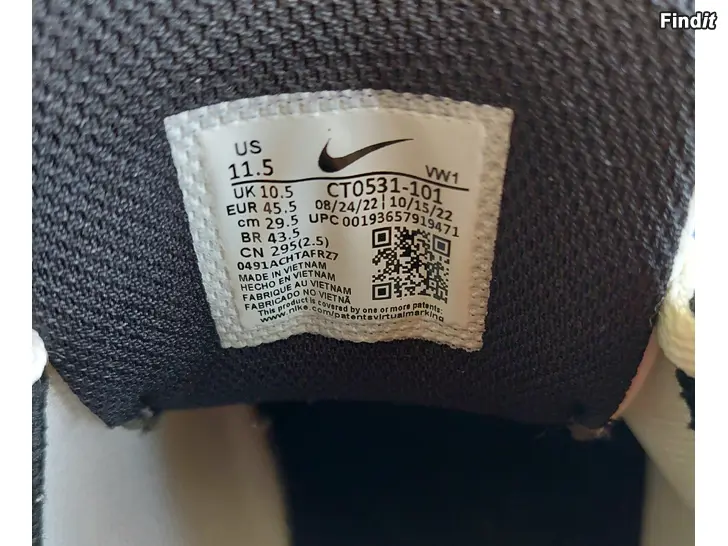 Findit
US
11.5
VW1
UK 10.5 CT0531-101
EUR 45.5 08/24/22 | 10/15/22
cm 29.5 UPC 00193657919471
BR 43.5
CN 295(2.5)
0491ACHTAFRZ7
MADE IN VIETNAM
HECHO EN VIETNAM
FABRIQUE AU VIETNAM
FABRICADO NO VIETNÃ
This product is covered by one or more patents:
www.nike.com/patentsvirtualmarking